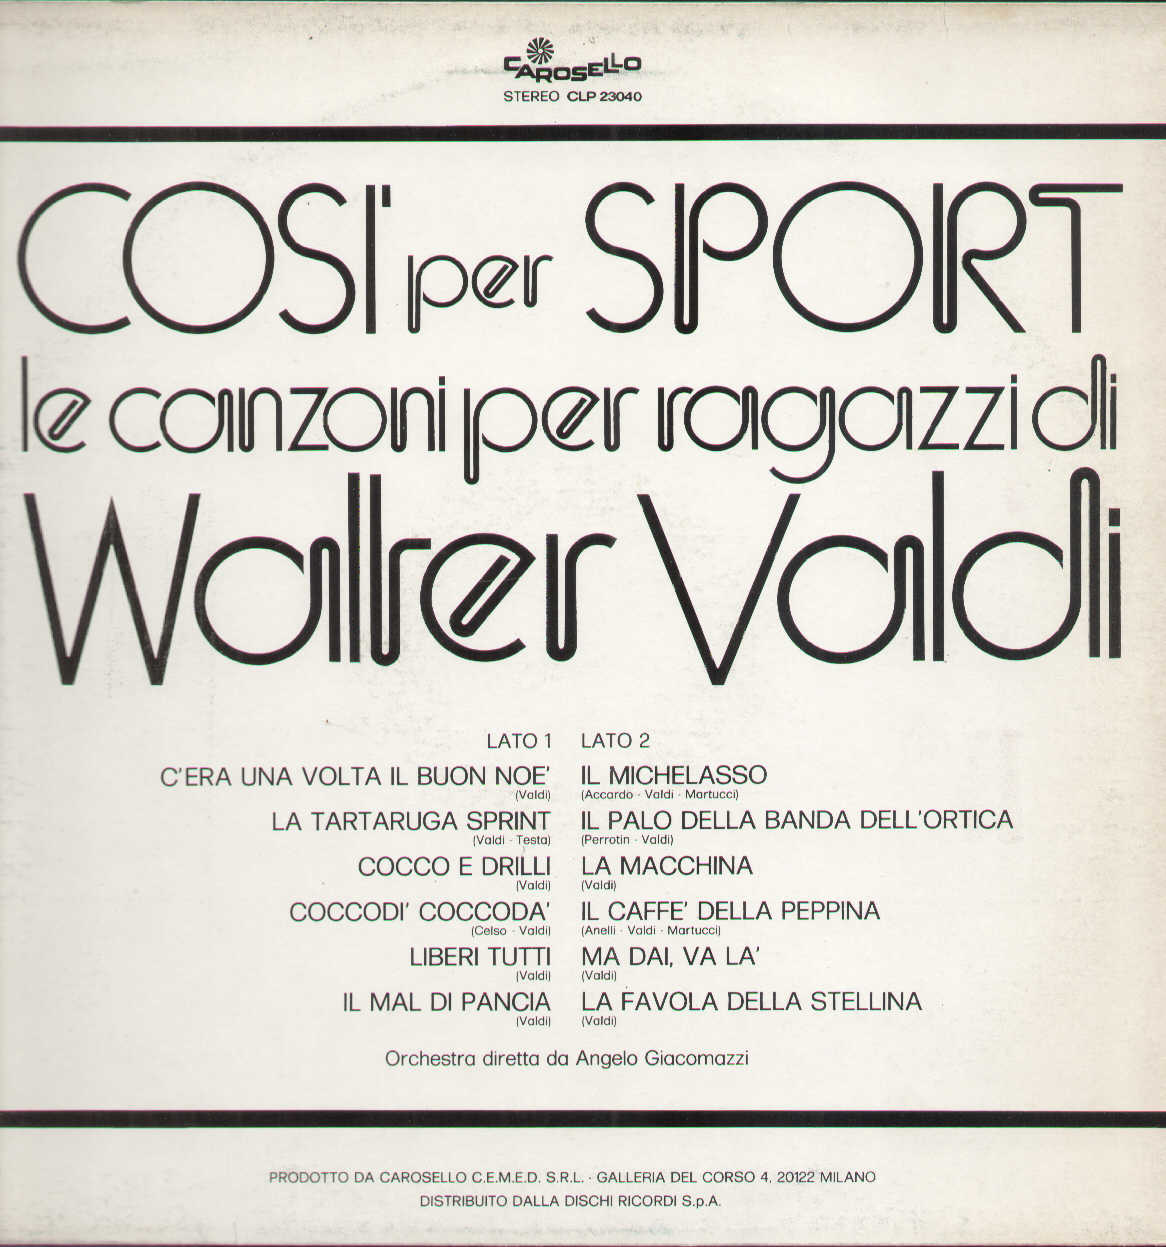 CAROSELLO
STEREO CLP 23040
COSI' per SPORT
le canzoni per ragazzi di
Walter Valdi
LATO 1
C'ERA UNA VOLTA IL BUON NOE'
(Valdi)
LA TARTARUGA SPRINT
(Valdi - Testa)
COCCO E DRILLI
(Valdi)
COCCODI' COCCODA'
(Celso - Valdi)
LIBERI TUTTI
(Valdi)
IL MAL DI PANCIA
(Valdi)
LATO 2
IL MICHELASSO
(Accardo - Valdi - Martucci)
IL PALO DELLA BANDA DELL'ORTICA
(Perrotin - Valdi)
LA MACCHINA
(Valdi)
IL CAFFE' DELLA PEPPINA
(Anelli - Valdi - Martucci)
MA DAI, VA LA'
(Valdi)
LA FAVOLA DELLA STELLINA
(Valdi)
Orchestra diretta da Angelo Giacomazzi
PRODOTTO DA CAROSELLO C.E.M.E.D. S.R.L. - GALLERIA DEL CORSO 4, 20122 MILANO
DISTRIBUITO DALLA DISCHI RICORDI S.p.A.